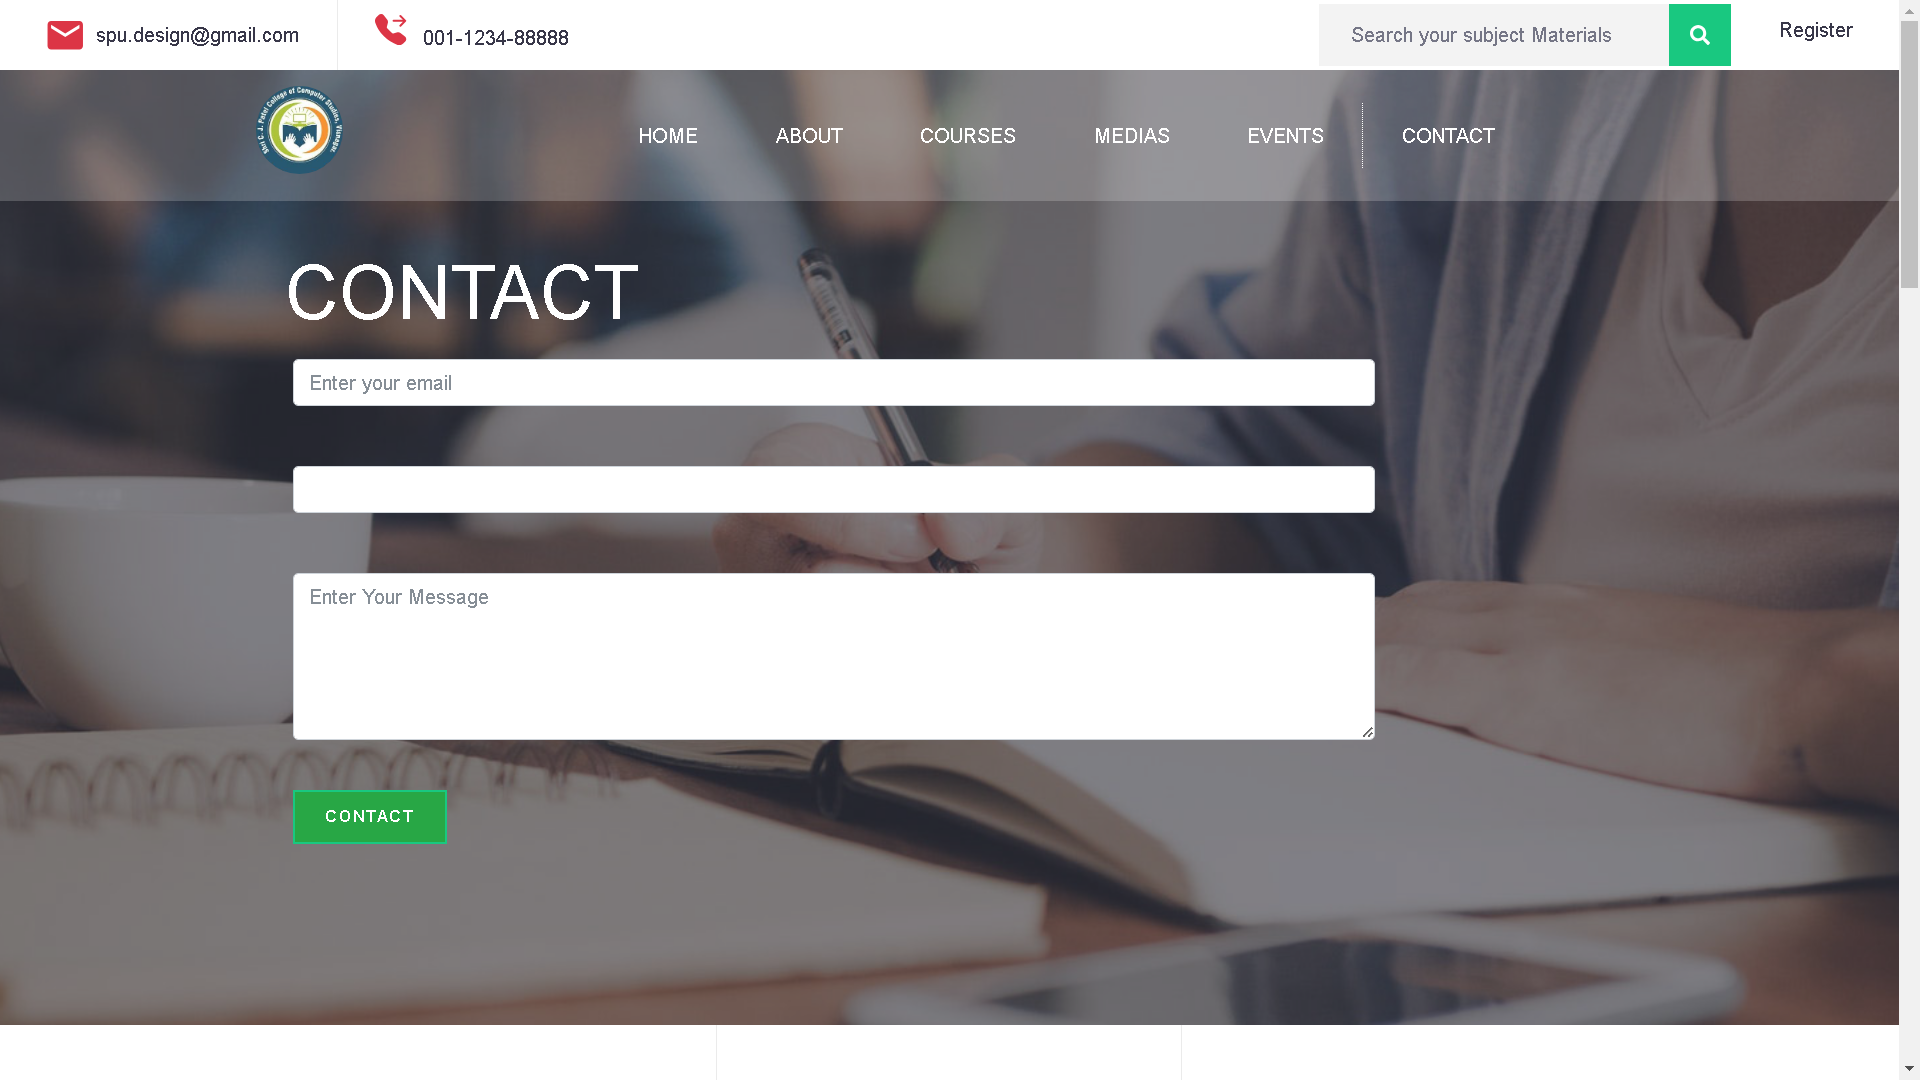 spu.design@gmail.com
001-1234-88888
Search your subject Materials
Register
Shri C. J. Patel College of Computer Studies, Visnagar
HOME
ABOUT
COURSES
MEDIAS
EVENTS
CONTACT
CONTACT
Enter your email
Enter Your Message
CONTACT